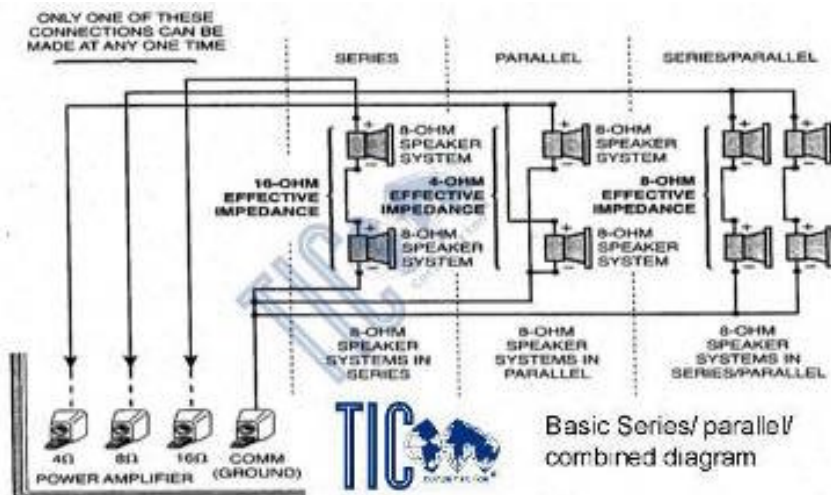 ONLY ONE OF THESE
CONNECTIONS CAN BE
MADE AT ANY ONE TIME
SERIES
PARALLEL
SERIES/PARALLEL
+
8-OHM
SPEAKER
SYSTEM
16-OHM
EFFECTIVE
IMPEDANCE
8-OHM
SPEAKER
SYSTEM
+
8-OHM
SPEAKER
SYSTEM
4-OHM
EFFECTIVE
IMPEDANCE
8-OHM
SPEAKER
SYSTEM
+
+
8-OHM
EFFECTIVE
IMPEDANCE
8-OHM
SPEAKER
SYSTEMS IN
SERIES
8-OHM
SPEAKER
SYSTEMS IN
PARALLEL
8-OHM
SPEAKER
SYSTEMS IN
SERIES/PARALLEL
TIC
4Ω 8Ω 16Ω COMM
(GROUND)
POWER AMPLIFIER
TIC
Basic Series/ parallel/
combined diagram